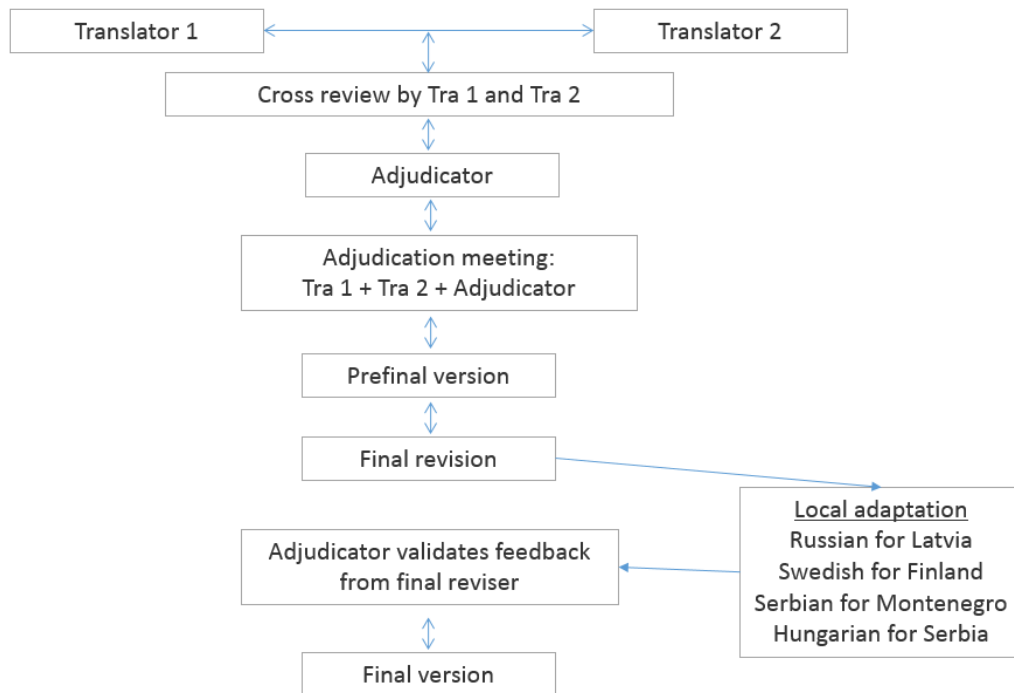 Translator 1
Translator 2
Cross review by Tra 1 and Tra 2
Adjudicator
Adjudication meeting:
Tra 1 + Tra 2 + Adjudicator
Prefinal version
Final revision
Local adaptation
Russian for Latvia
Swedish for Finland
Serbian for Montenegro
Hungarian for Serbia
Adjudicator validates feedback
from final reviser
Final version